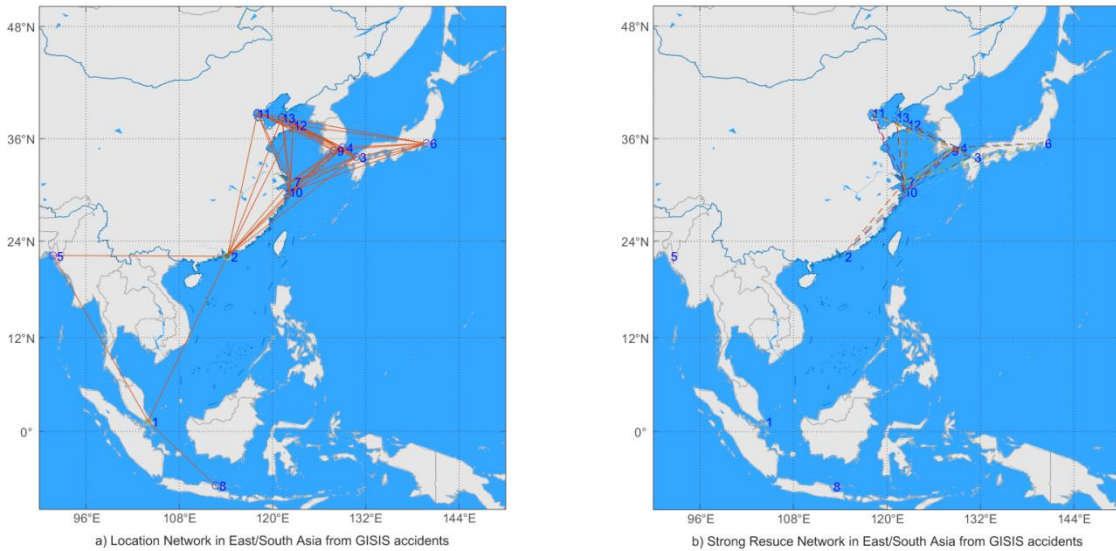 48°N
36°N
24°N
12°N
0°
96°E 108°E 120°E 132°E 144°E
11
13
12
4
9
3
6
7
10
2
5
1
8
a) Location Network in East/South Asia from GISIS accidents
48°N
36°N
24°N
12°N
0°
96°E 108°E 120°E 132°E 144°E
11
13
12
4
9
3
6
7
10
2
5
1
8
b) Strong Resuce Network in East/South Asia from GISIS accidents